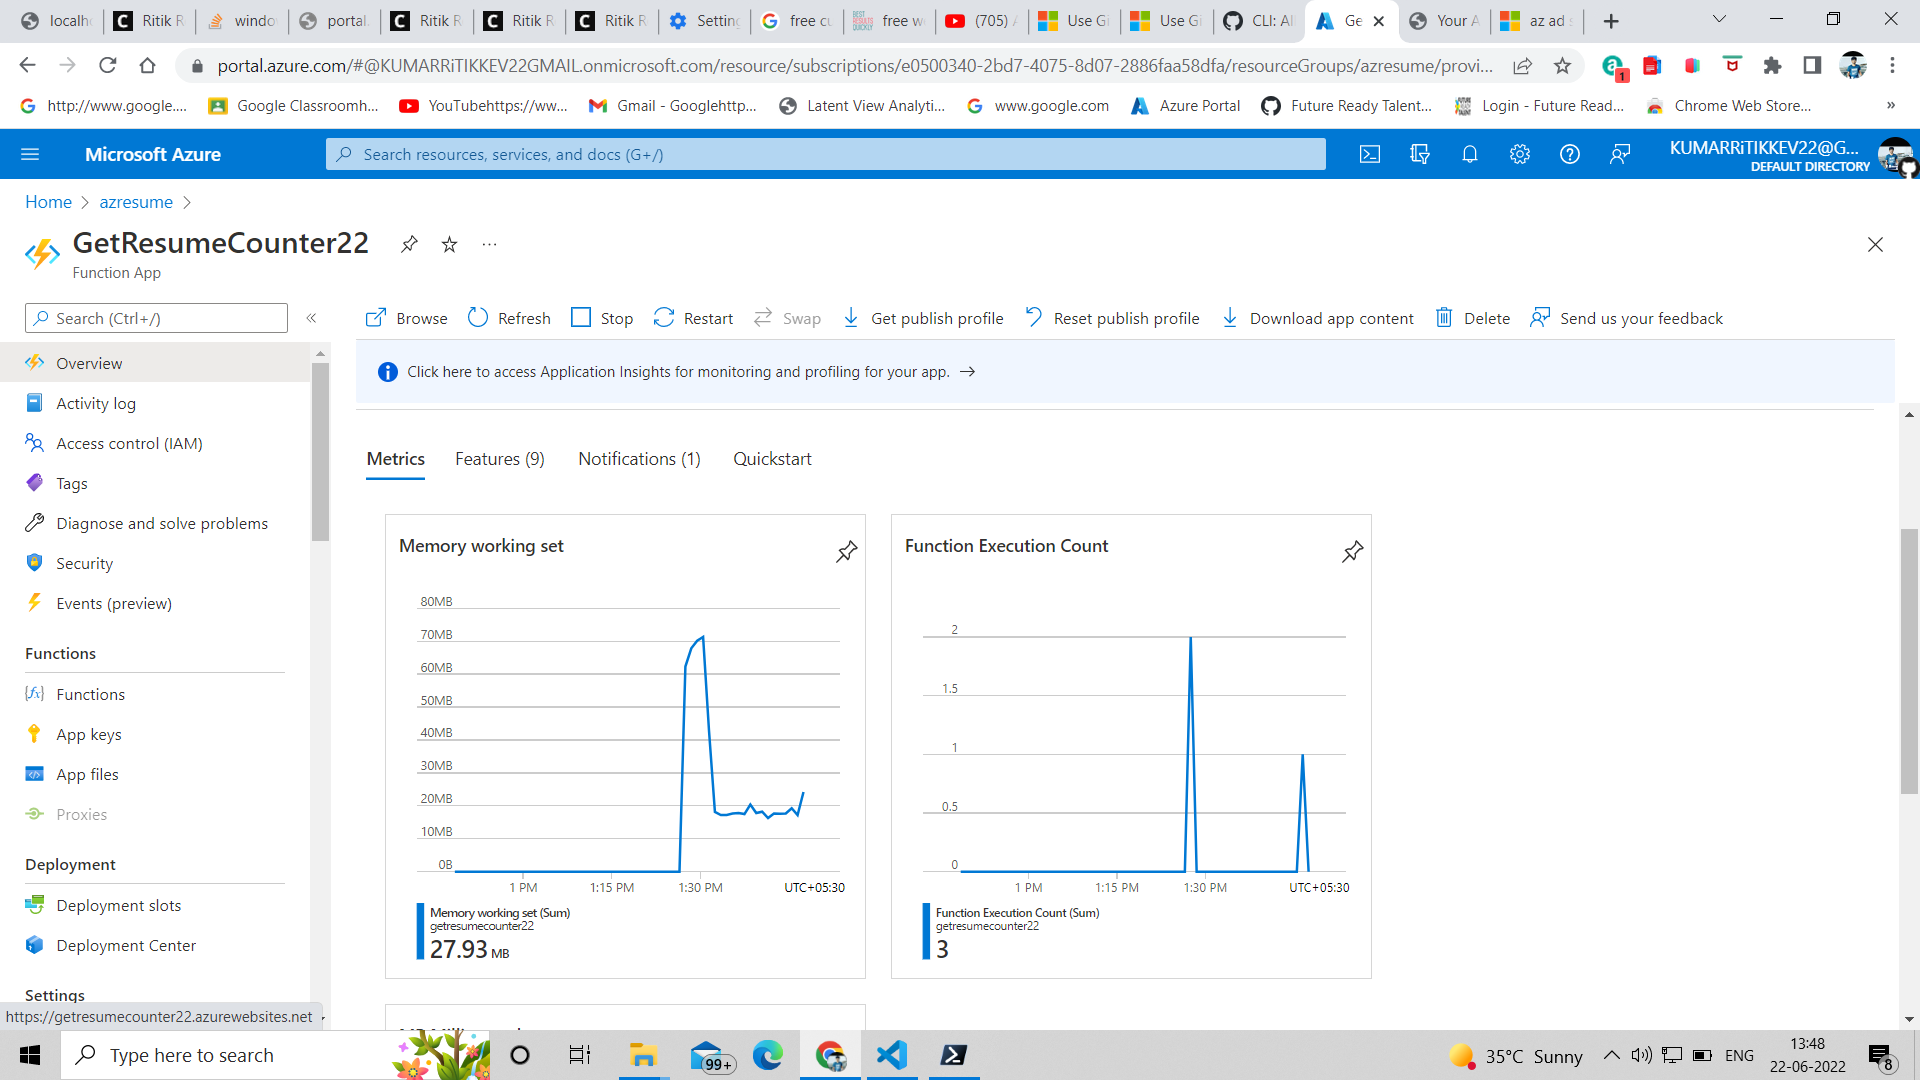 localh
Ritik R
window
portal.
Ritik R
Ritik R
Ritik R
Setting
free cu
free w
(705) A
Use Gi
Use Gi
CLI: Al
Ge
Your A
az ad s
portal.azure.com/#@KUMARRiTIKKEV22GMAIL.onmicrosoft.com/resource/subscriptions/e0500340-2bd7-4075-8d07-2886faa58dfa/resourceGroups/azresume/provi...
1
http://www.google....
Google Classroomh...
YouTubehttps://ww...
Gmail - Googlehttp...
Latent View Analyti...
www.google.com
Azure Portal
Future Ready Talent...
Login - Future Read...
Chrome Web Store...
»
Microsoft Azure
Search resources, services, and docs (G+/)
KUMARRiTIKKEV22@G...
DEFAULT DIRECTORY
Home > azresume >
GetResumeCounter22
...
Function App
Search (Ctrl+/)
«
Browse
Refresh
Stop
Restart
Swap
Get publish profile
Reset publish profile
Download app content
Delete
Send us your feedback
Click here to access Application Insights for monitoring and profiling for your app. →
Overview
Activity log
Access control (IAM)
Tags
Diagnose and solve problems
Security
Events (preview)
Functions
Functions
App keys
App files
Proxies
Deployment
Deployment slots
Deployment Center
Settings
https://getresumecounter22.azurewebsites.net
Metrics
Features (9)
Notifications (1)
Quickstart
Memory working set
80MB
70MB
60MB
50MB
40MB
30MB
20MB
10MB
0B
1 PM
1:15 PM
1:30 PM
UTC+05:30
Memory working set (Sum)
getresumecounter22
27.93 MB
Function Execution Count
2
1.5
1
0.5
0
1 PM
1:15 PM
1:30 PM
UTC+05:30
Function Execution Count (Sum)
getresumecounter22
3
Type here to search
99+
35°C Sunny
ENG
13:48
22-06-2022
8